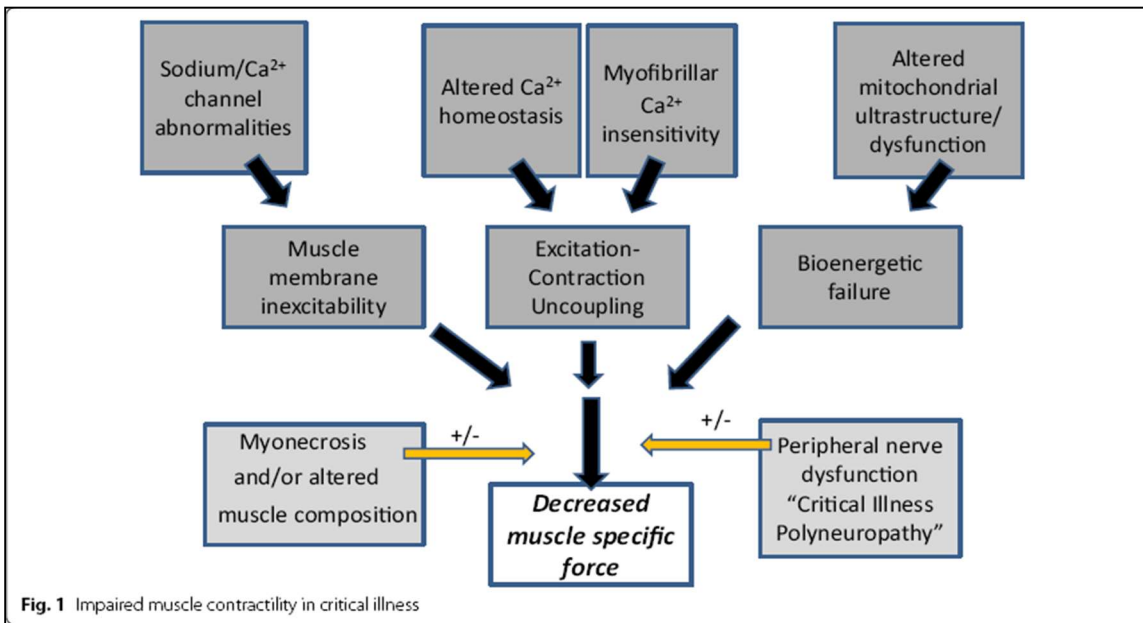 Sodium/Ca²⁺
channel
abnormalities
Altered Ca²⁺
homeostasis
Myofibrillar
Ca²⁺
insensitivity
Altered
mitochondrial
ultrastructure/
dysfunction
Muscle
membrane
inexcitability
Excitation-
Contraction
Uncoupling
Bioenergetic
failure
Myonecrosis
and/or altered
muscle composition
+/-
+/-
Peripheral nerve
dysfunction
“Critical Illness
Polyneuropathy”
Decreased
muscle specific
force
Fig. 1 Impaired muscle contractility in critical illness